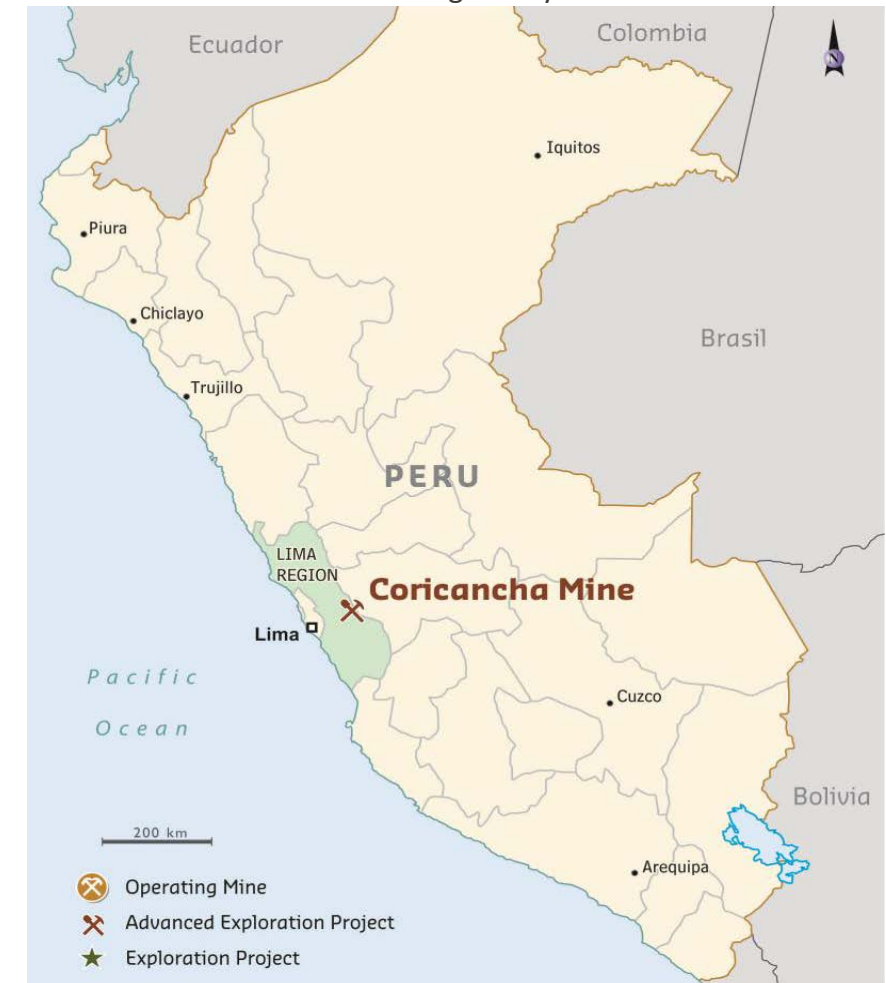 Ecuador
Colombia
N
Iquitos
Piura
Chiclayo
Brasil
Trujillo
PERU
LIMA
REGION
Coricancha Mine
Lima
Pacific
Ocean
Cuzco
Bolivia
200 km
Arequipa
Operating Mine
Advanced Exploration Project
Exploration Project